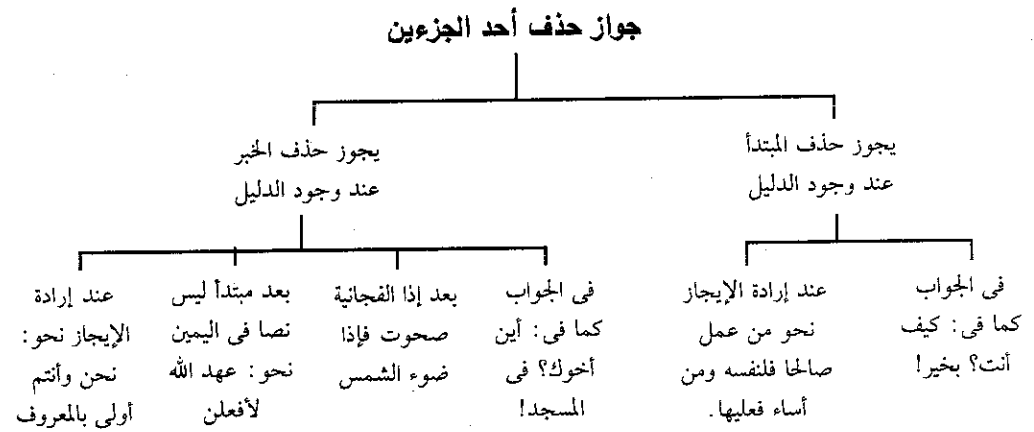 جواز حذف أحد الجزءين
يجوز حذف المبتدأ
عند وجود الدليل
يجوز حذف الخبر
عند وجود الدليل
فى الجواب
كما فى: كيف
أنت؟ بخير!
عند إرادة الإيجاز
نحو من عمل
صالحا فلنفسه ومن
أساء فعليها.
فى الجواب
كما فى: أين
أخوك؟ فى
المسجد!
بعد إذا الفجائية
صحوت فإذا
ضوء الشمس
بعد مبتدأ ليس
نصا فى اليمين
نحو: عهد الله
لأفعلن
عند إرادة
الإيجاز نحو:
نحن وأنتم
أولى بالمعروف